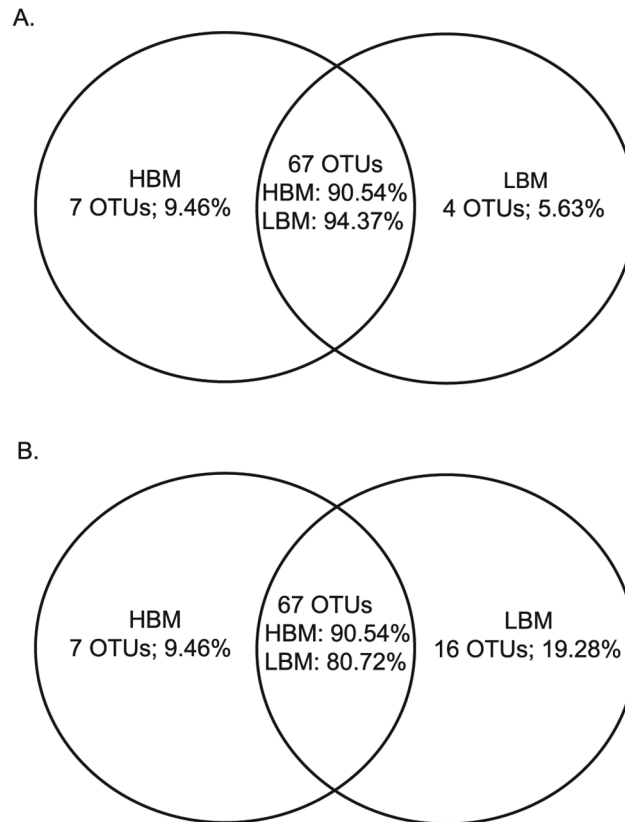 A.
HBM
7 OTUs; 9.46%
67 OTUs
HBM: 90.54%
LBM: 94.37%
LBM
4 OTUs; 5.63%
B.
HBM
7 OTUs; 9.46%
67 OTUs
HBM: 90.54%
LBM: 80.72%
LBM
16 OTUs; 19.28%